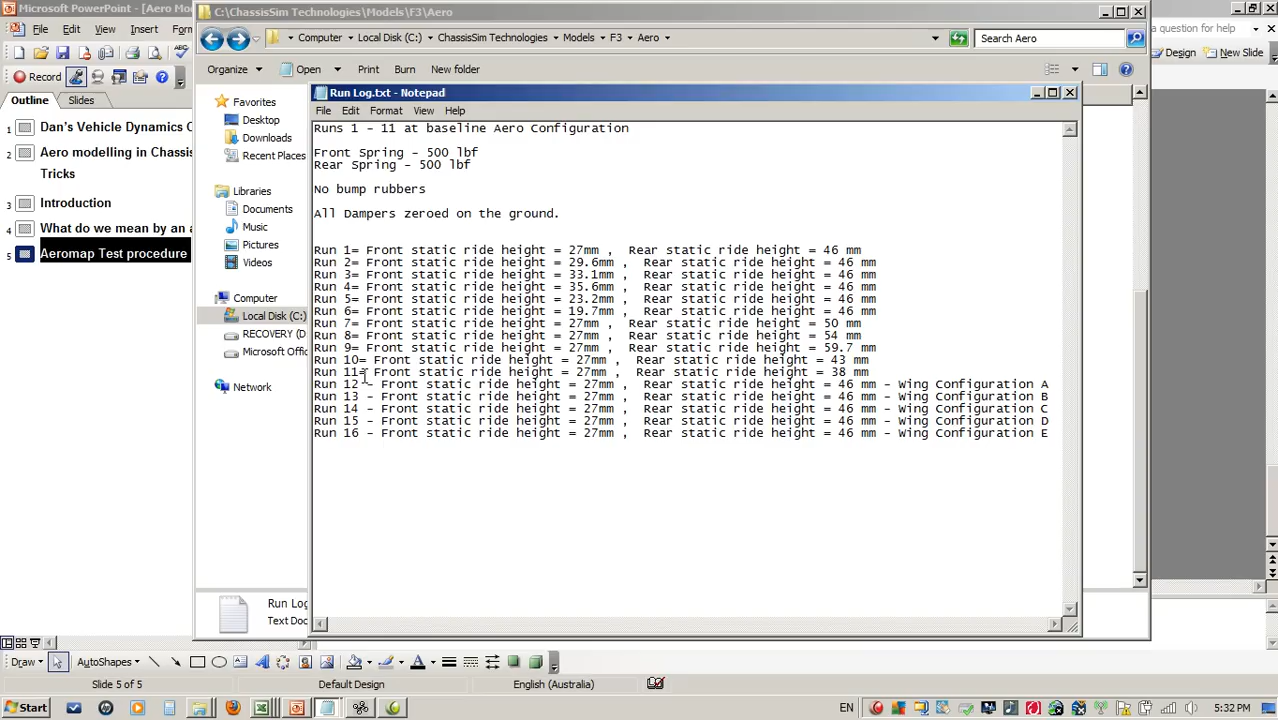 Microsoft PowerPoint - [Aero Mod
C:\ChassisSim Technologies\Models\F3\Aero
File Edit View Insert
question for help
Computer Local Disk (C:) ChassisSim Technologies Models F3 Aero
Search Aero
Design New Slide
Organize Open Print Burn New folder
Record
Outline Slides
1 Dan's Vehicle Dynamics C
2 Aero modelling in Chassis
Tricks
3 Introduction
4 What do we mean by an a
5 Aeromap Test procedure
Favorites
Desktop
Downloads
Recent Places
Libraries
Documents
Music
Pictures
Videos
Computer
Local Disk (C:)
RECOVERY (D
Microsoft Offic
Network
Run Log.txt - Notepad
File Edit Format View Help
Runs 1 - 11 at baseline Aero Configuration
Front Spring - 500 lbf
Rear Spring - 500 lbf
No bump rubbers
All Dampers zeroed on the ground.
Run 1= Front static ride height = 27mm , Rear static ride height = 46 mm
Run 2= Front static ride height = 29.6mm , Rear static ride height = 46 mm
Run 3= Front static ride height = 33.1mm , Rear static ride height = 46 mm
Run 4= Front static ride height = 35.6mm , Rear static ride height = 46 mm
Run 5= Front static ride height = 23.2mm , Rear static ride height = 46 mm
Run 6= Front static ride height = 19.7mm , Rear static ride height = 46 mm
Run 7= Front static ride height = 27mm , Rear static ride height = 50 mm
Run 8= Front static ride height = 27mm , Rear static ride height = 54 mm
Run 9= Front static ride height = 27mm , Rear static ride height = 59.7 mm
Run 10= Front static ride height = 27mm , Rear static ride height = 43 mm
Run 11= Front static ride height = 27mm , Rear static ride height = 38 mm
Run 12 - Front static ride height = 27mm , Rear static ride height = 46 mm - Wing Configuration A
Run 13 - Front static ride height = 27mm , Rear static ride height = 46 mm - Wing Configuration B
Run 14 - Front static ride height = 27mm , Rear static ride height = 46 mm - Wing Configuration C
Run 15 - Front static ride height = 27mm , Rear static ride height = 46 mm - Wing Configuration D
Run 16 - Front static ride height = 27mm , Rear static ride height = 46 mm - Wing Configuration E
Run Log
Text Doc
Draw AutoShapes
Slide 5 of 5 Default Design English (Australia)
Start EN 5:32 PM